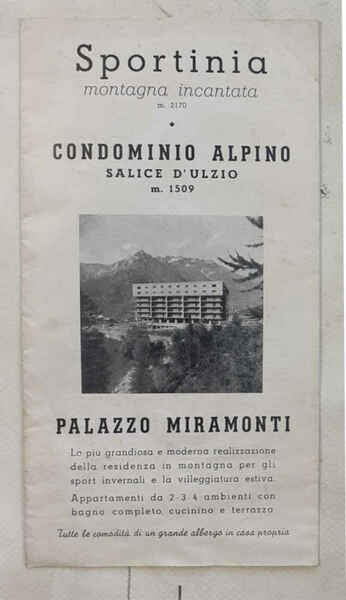 Sportinia
montagna incantata
m. 2170
CONDOMINIO ALPINO
SALICE D'ULZIO
m. 1509
PALAZZO MIRAMONTI
La più grandiosa e moderna realizzazione
della residenza in montagna per gli
sport invernali e la villeggiatura estiva.
Appartamenti da 2-3-4 ambienti con
bagno completo, cucinino e terrazza
Tutte le comodità di un grande albergo in casa propria